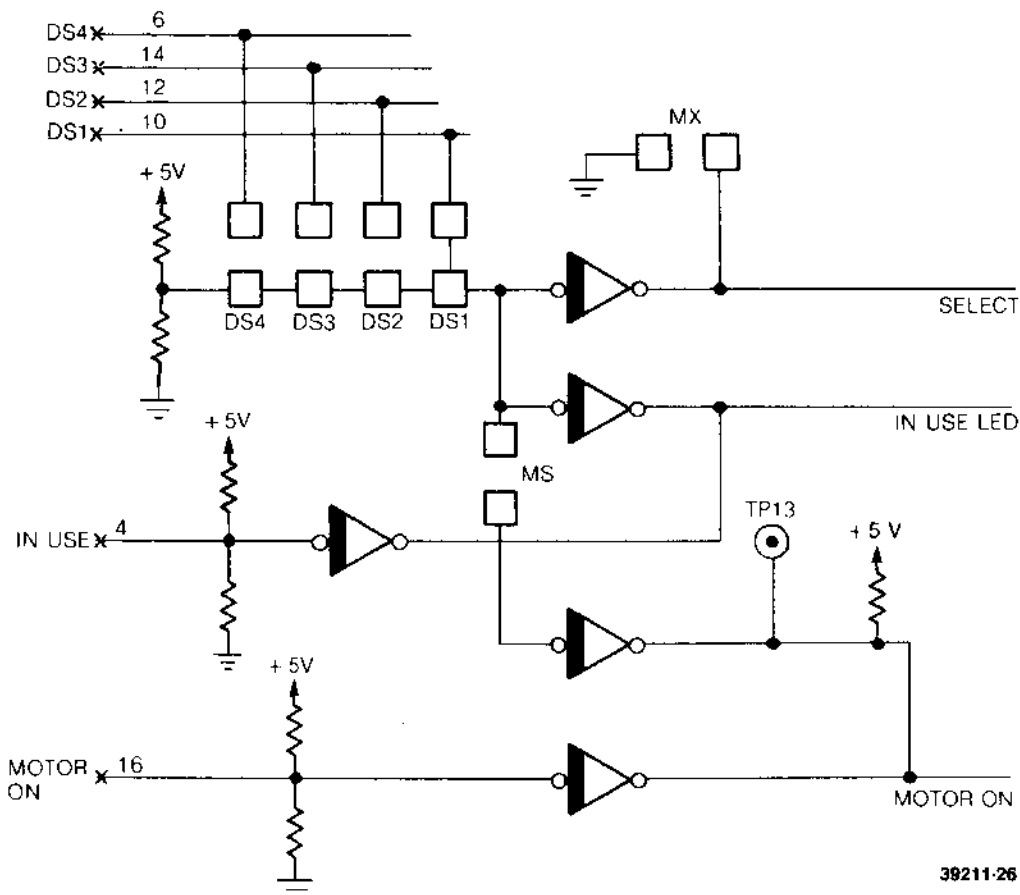 DS4 6
DS3 14
DS2 12
DS1 10
MX
+ 5V
DS4 DS3 DS2 DS1
SELECT
+ 5V
IN USE LED
MS
IN USE 4
TP13
+ 5 V
+ 5V
MOTOR
ON
16
MOTOR ON
39211-26